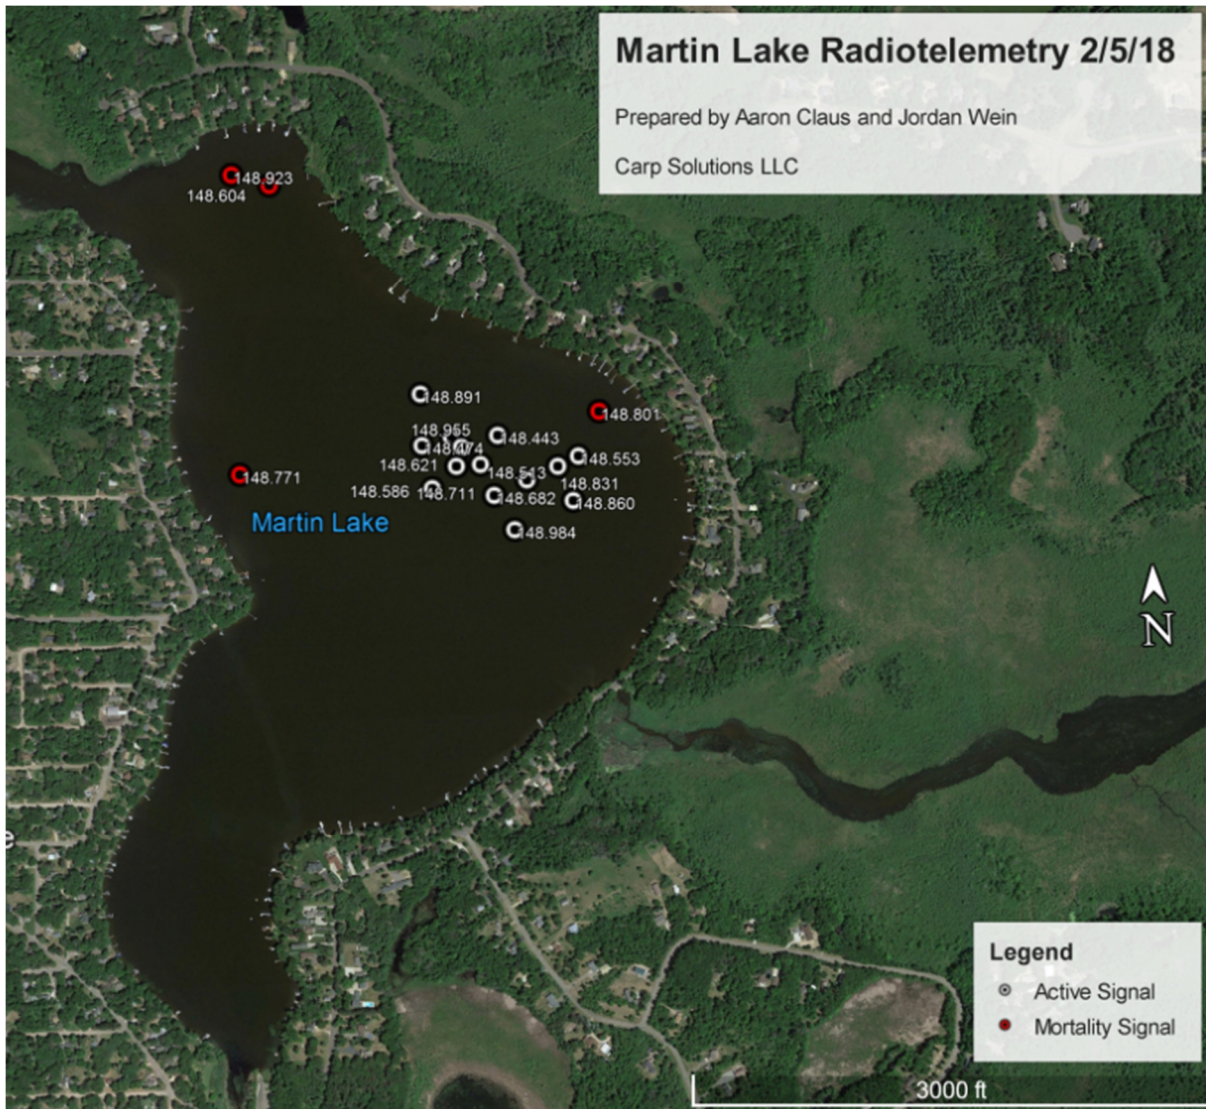 Martin Lake Radiotelemetry 2/5/18
Prepared by Aaron Claus and Jordan Wein
Carp Solutions LLC
148.923
148.604
148.891
148.801
148.955
148.443
148.474
148.553
148.621
148.513
148.771
148.831
148.586
148.711
148.682
148.860
Martin Lake
148.984
N
e
Legend
Active Signal
Mortality Signal
3000 ft